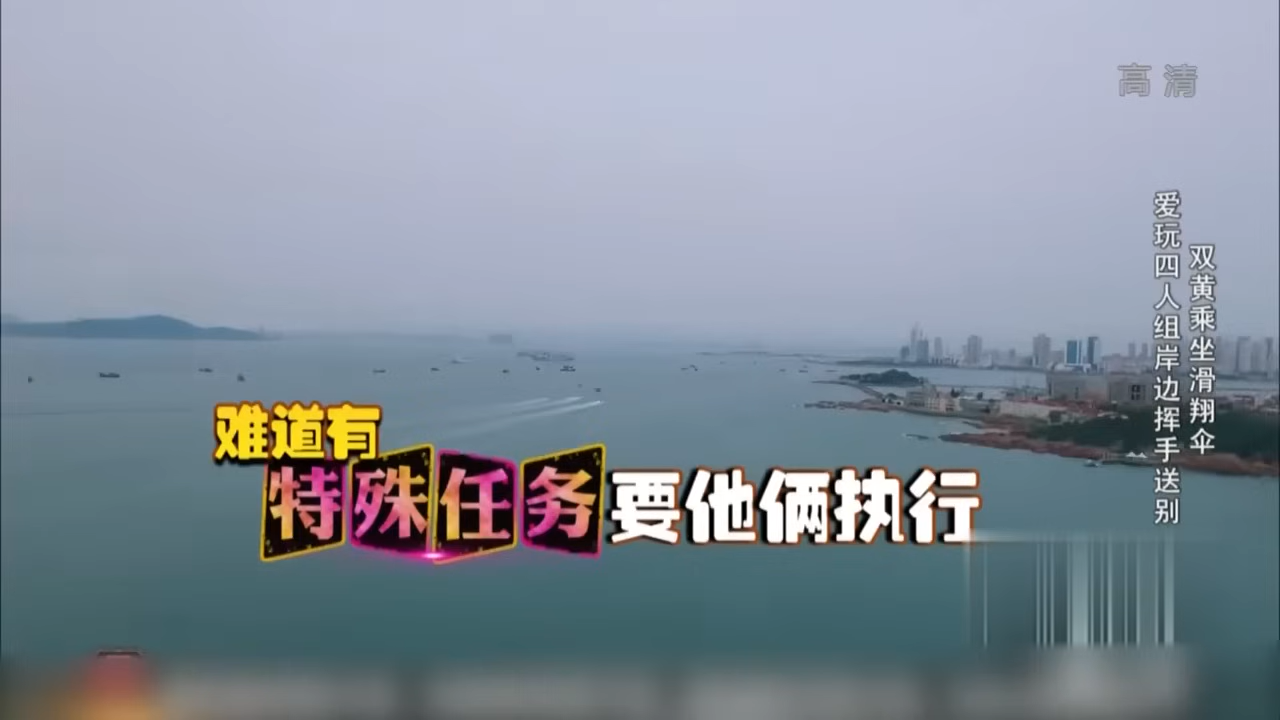 高清
双黄乘坐滑翔伞
爱玩四人组岸边挥手送别
难道有
特殊任务要他俩执行